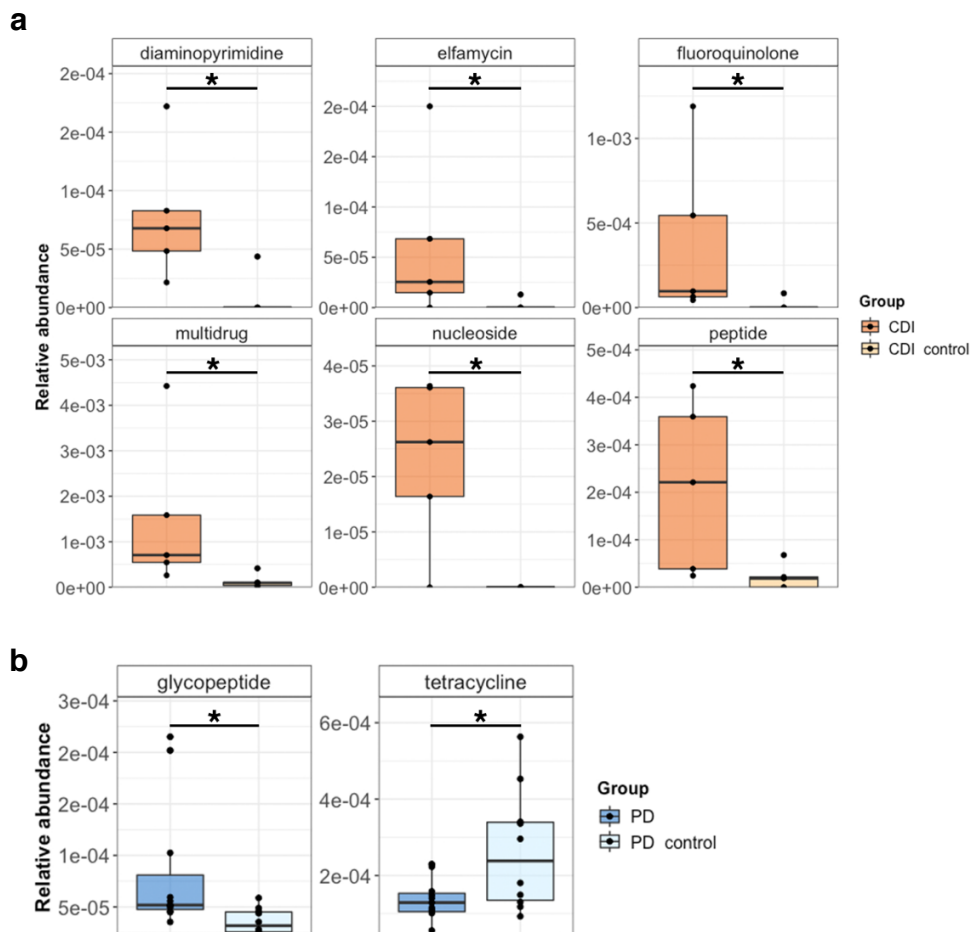 a
diaminopyrimidine
elfamycin
fluoroquinolone
*
*
*
2e-04
2e-04
1e-04
5e-05
0e+00
2e-04
2e-04
1e-04
5e-05
0e+00
1e-03
5e-04
0e+00
Relative abundance
multidrug
nucleoside
peptide
*
*
*
5e-03
4e-03
3e-03
2e-03
1e-03
0e+00
4e-05
3e-05
2e-05
1e-05
0e+00
5e-04
4e-04
3e-04
2e-04
1e-04
0e+00
Group
CDI
CDI control
b
glycopeptide
tetracycline
*
*
3e-04
2e-04
2e-04
1e-04
5e-05
6e-04
4e-04
2e-04
Relative abundance
Group
PD
PD control